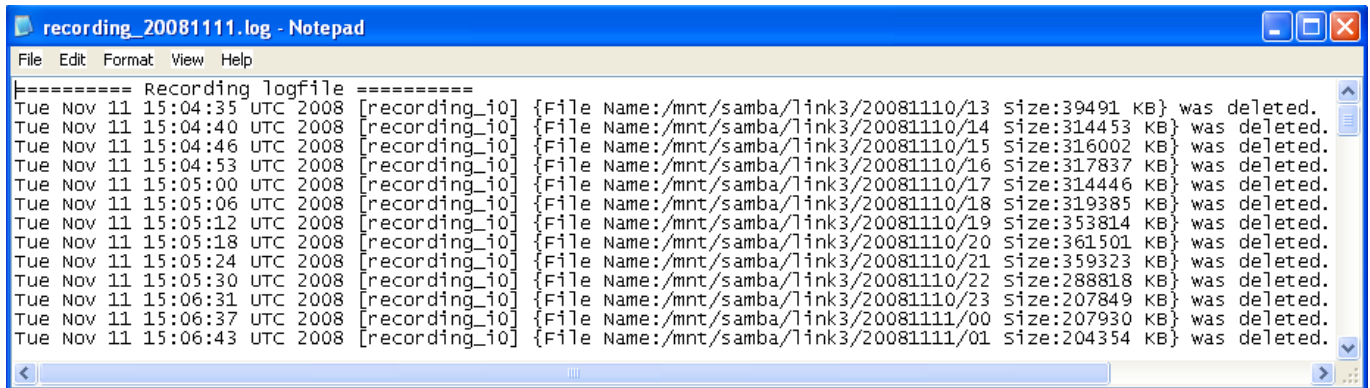 recording_20081111.log - Notepad
File Edit Format View Help
========== Recording logfile ==========
Tue Nov 11 15:04:35 UTC 2008 [recording_i0] {File Name:/mnt/samba/link3/20081110/13 Size:39491 KB} was deleted.
Tue Nov 11 15:04:40 UTC 2008 [recording_i0] {File Name:/mnt/samba/link3/20081110/14 Size:314453 KB} was deleted.
Tue Nov 11 15:04:46 UTC 2008 [recording_i0] {File Name:/mnt/samba/link3/20081110/15 Size:316002 KB} was deleted.
Tue Nov 11 15:04:53 UTC 2008 [recording_i0] {File Name:/mnt/samba/link3/20081110/16 Size:317837 KB} was deleted.
Tue Nov 11 15:05:00 UTC 2008 [recording_i0] {File Name:/mnt/samba/link3/20081110/17 Size:314446 KB} was deleted.
Tue Nov 11 15:05:06 UTC 2008 [recording_i0] {File Name:/mnt/samba/link3/20081110/18 Size:319385 KB} was deleted.
Tue Nov 11 15:05:12 UTC 2008 [recording_i0] {File Name:/mnt/samba/link3/20081110/19 Size:353814 KB} was deleted.
Tue Nov 11 15:05:18 UTC 2008 [recording_i0] {File Name:/mnt/samba/link3/20081110/20 Size:361501 KB} was deleted.
Tue Nov 11 15:05:24 UTC 2008 [recording_i0] {File Name:/mnt/samba/link3/20081110/21 Size:359323 KB} was deleted.
Tue Nov 11 15:05:30 UTC 2008 [recording_i0] {File Name:/mnt/samba/link3/20081110/22 Size:288818 KB} was deleted.
Tue Nov 11 15:06:31 UTC 2008 [recording_i0] {File Name:/mnt/samba/link3/20081110/23 Size:207849 KB} was deleted.
Tue Nov 11 15:06:37 UTC 2008 [recording_i0] {File Name:/mnt/samba/link3/20081111/00 Size:207930 KB} was deleted.
Tue Nov 11 15:06:43 UTC 2008 [recording_i0] {File Name:/mnt/samba/link3/20081111/01 Size:204354 KB} was deleted.